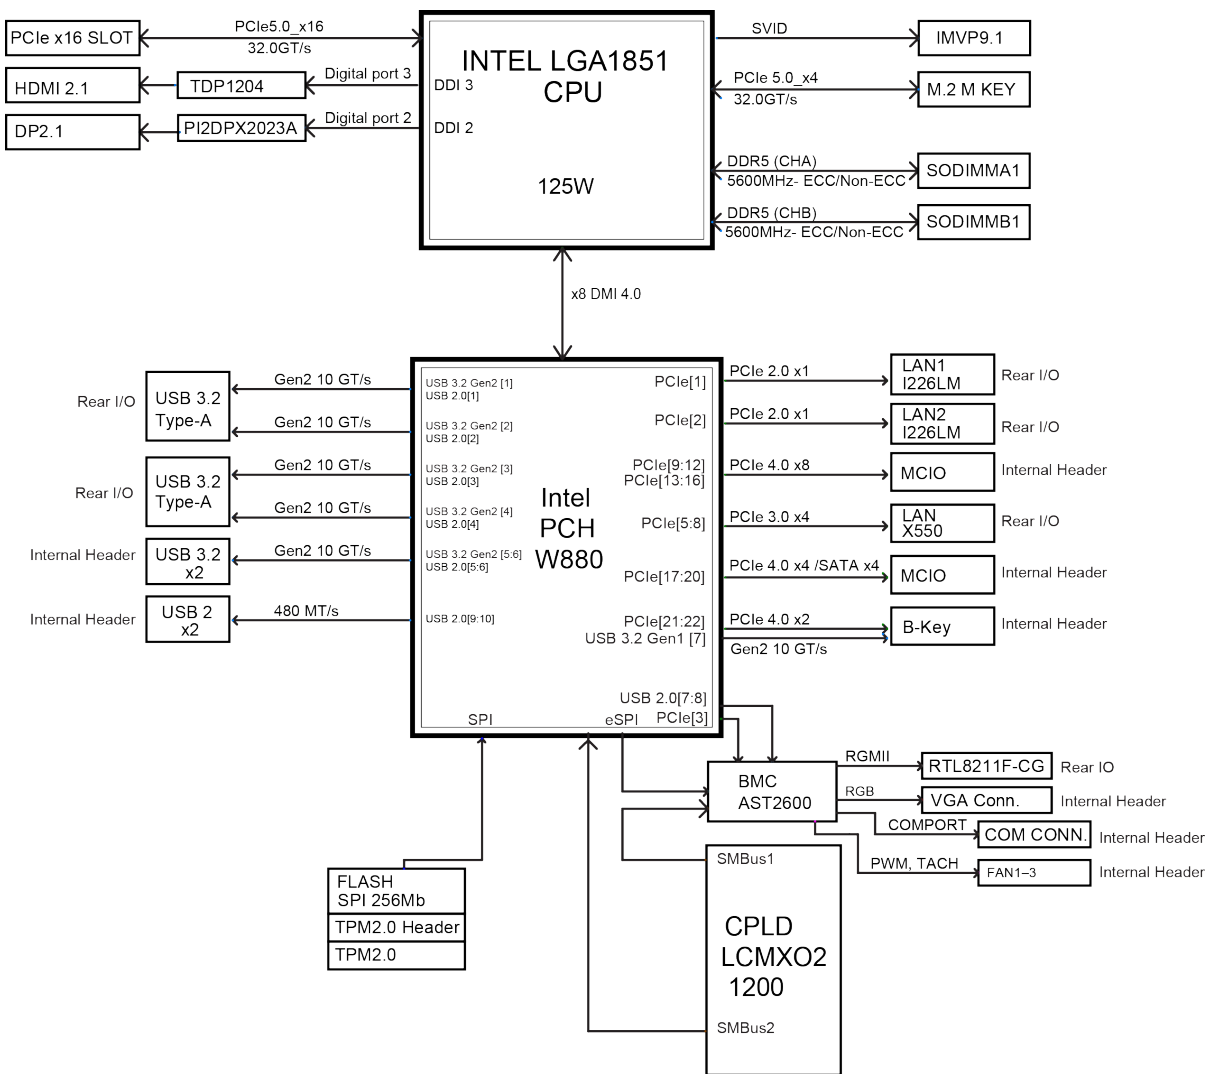 PCIe x16 SLOT
PCIe5.0_x16
32.0GT/s
HDMI 2.1
TDP1204
Digital port 3
DDI 3
DP2.1
PI2DPX2023A
Digital port 2
DDI 2
INTEL LGA1851
CPU
125W
SVID
IMVP9.1
PCIe 5.0_x4
32.0GT/s
M.2 M KEY
DDR5 (CHA)
5600MHz- ECC/Non-ECC
SODIMMA1
DDR5 (CHB)
5600MHz- ECC/Non-ECC
SODIMMB1
x8 DMI 4.0
Rear I/O
USB 3.2
Type-A
Gen2 10 GT/s
USB 3.2 Gen2 [1]
USB 2.0[1]
Gen2 10 GT/s
USB 3.2 Gen2 [2]
USB 2.0[2]
Rear I/O
USB 3.2
Type-A
Gen2 10 GT/s
USB 3.2 Gen2 [3]
USB 2.0[3]
Gen2 10 GT/s
USB 3.2 Gen2 [4]
USB 2.0[4]
Internal Header
USB 3.2
x2
Gen2 10 GT/s
USB 3.2 Gen2 [5:6]
USB 2.0[5:6]
Internal Header
USB 2
x2
480 MT/s
USB 2.0[9:10]
Intel
PCH
W880
PCIe[1]
PCIe 2.0 x1
LAN1
I226LM
Rear I/O
PCIe[2]
PCIe 2.0 x1
LAN2
I226LM
Rear I/O
PCIe[9:12]
PCIe[13:16]
PCIe 4.0 x8
MCIO
Internal Header
PCIe[5:8]
PCIe 3.0 x4
LAN
X550
Rear I/O
PCIe[17:20]
PCIe 4.0 x4 /SATA x4
MCIO
Internal Header
PCIe[21:22]
USB 3.2 Gen1 [7]
PCIe 4.0 x2
Gen2 10 GT/s
B-Key
Internal Header
USB 2.0[7:8]
PCIe[3]
SPI
eSPI
BMC
AST2600
RGMII
RTL8211F-CG
Rear IO
RGB
VGA Conn.
Internal Header
COMPORT
COM CONN.
Internal Header
PWM, TACH
FAN1–3
Internal Header
FLASH
SPI 256Mb
TPM2.0 Header
TPM2.0
SMBus1
CPLD
LCMXO2
1200
SMBus2